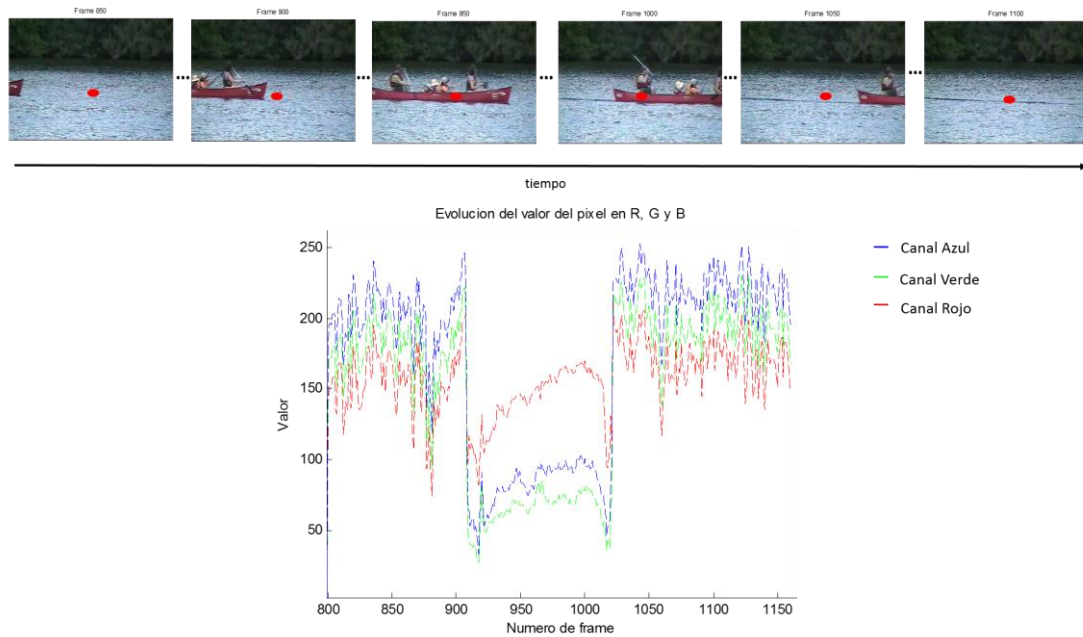 Frame 850
Frame 900
Frame 950
Frame 1000
Frame 1050
Frame 1100
... ... ... ... ...
tiempo
Evolucion del valor del pixel en R, G y B
250
200
150
100
50
Valor
800 850 900 950 1000 1050 1100 1150
Numero de frame
Canal Azul
Canal Verde
Canal Rojo